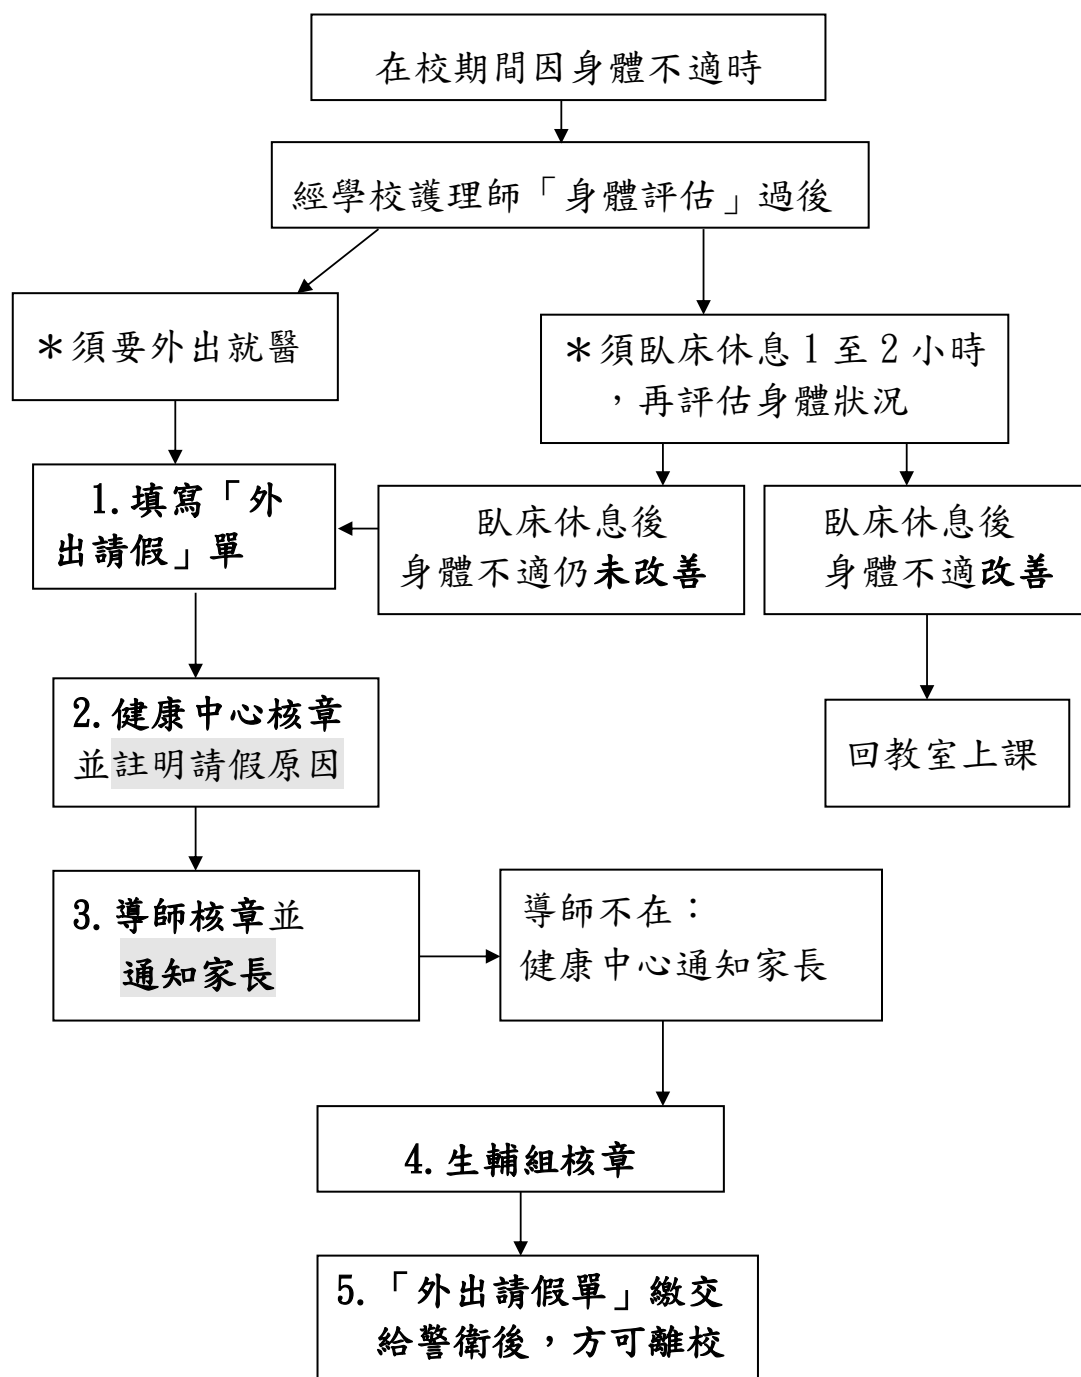 在校期間因身體不適時
經學校護理師「身體評估」過後
＊須要外出就醫
＊須臥床休息1至2小時
，再評估身體狀況
1.填寫「外
出請假」單
臥床休息後
身體不適仍未改善
臥床休息後
身體不適改善
2.健康中心核章
並註明請假原因
回教室上課
3.導師核章並
通知家長
導師不在：
健康中心通知家長
4.生輔組核章
5.「外出請假單」繳交
給警衛後，方可離校